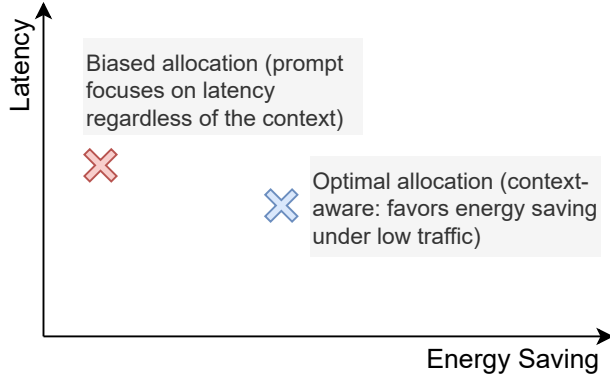 Latency
Biased allocation (prompt
focuses on latency
regardless of the context)
Optimal allocation (context-
aware: favors energy saving
under low traffic)
Energy Saving